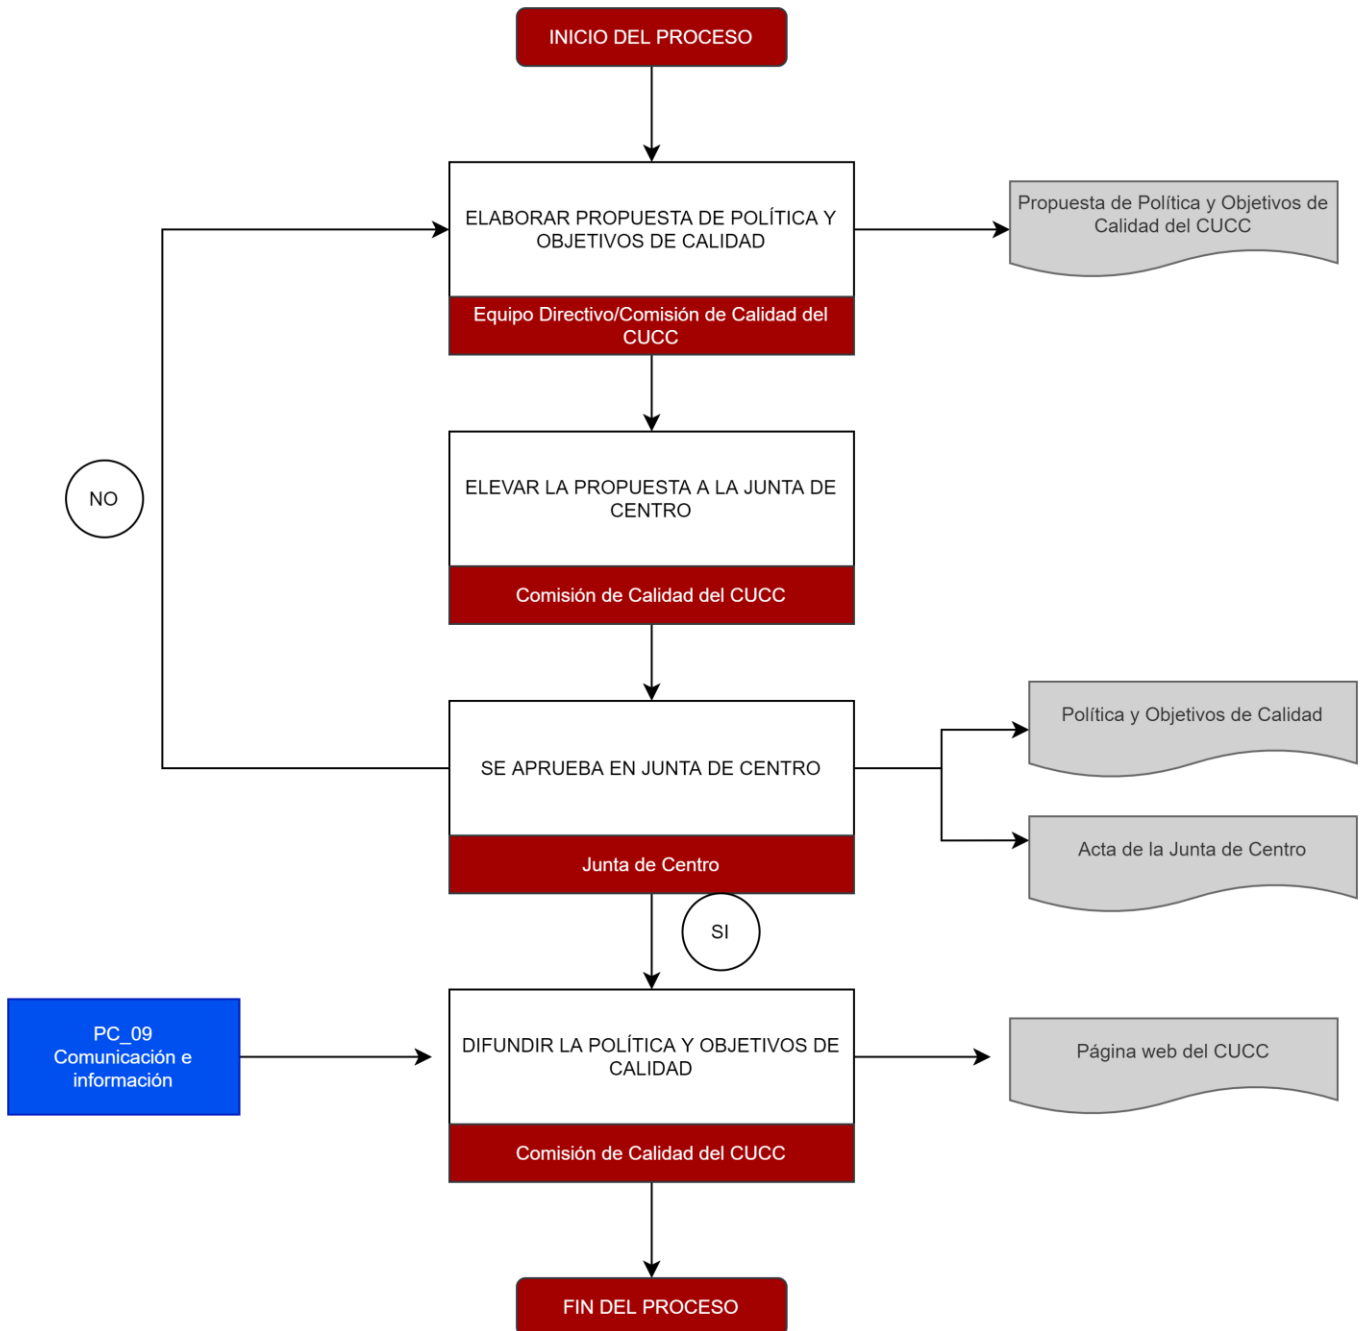 INICIO DEL PROCESO
ELABORAR PROPUESTA DE POLÍTICA Y
OBJETIVOS DE CALIDAD
Equipo Directivo/Comisión de Calidad del
CUCC
Propuesta de Política y Objetivos de
Calidad del CUCC
NO
ELEVAR LA PROPUESTA A LA JUNTA DE
CENTRO
Comisión de Calidad del CUCC
SE APRUEBA EN JUNTA DE CENTRO
Junta de Centro
Política y Objetivos de Calidad
Acta de la Junta de Centro
SI
PC_09
Comunicación e
información
DIFUNDIR LA POLÍTICA Y OBJETIVOS DE
CALIDAD
Comisión de Calidad del CUCC
Página web del CUCC
FIN DEL PROCESO